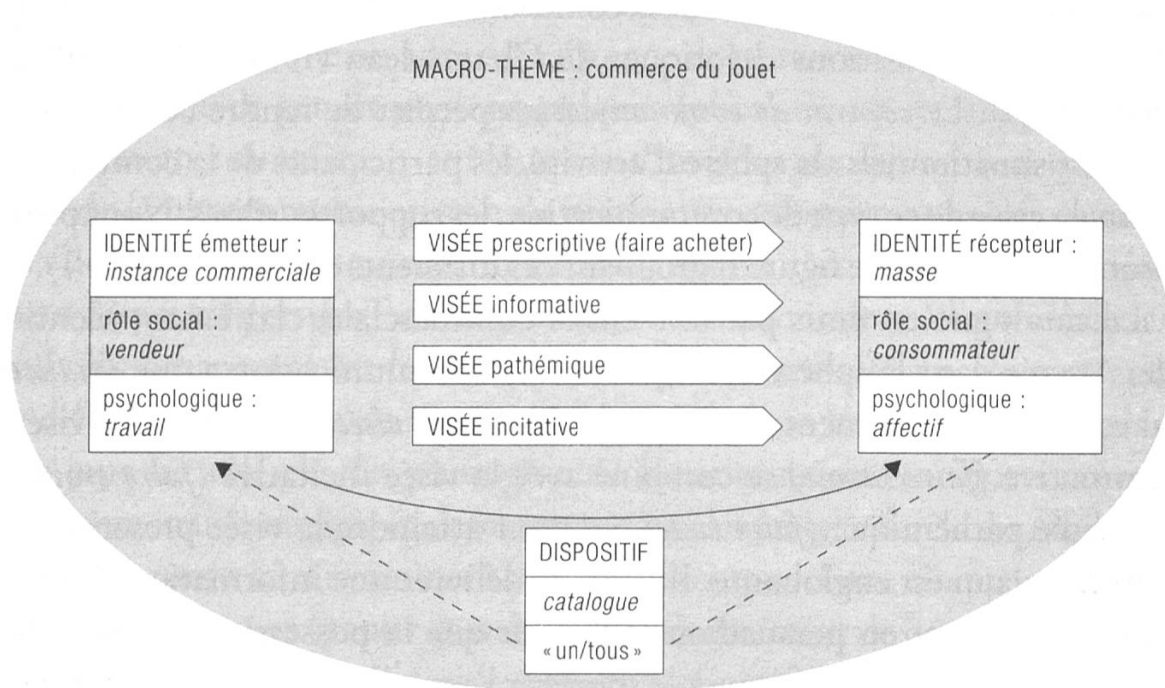 MACRO-THÈME : commerce du jouet
IDENTITÉ émetteur :
instance commerciale
rôle social :
vendeur
psychologique :
travail
VISÉE prescriptive (faire acheter)
VISÉE informative
VISÉE pathémique
VISÉE incitative
IDENTITÉ récepteur :
masse
rôle social :
consommateur
psychologique :
affectif
DISPOSITIF
catalogue
« un/tous »